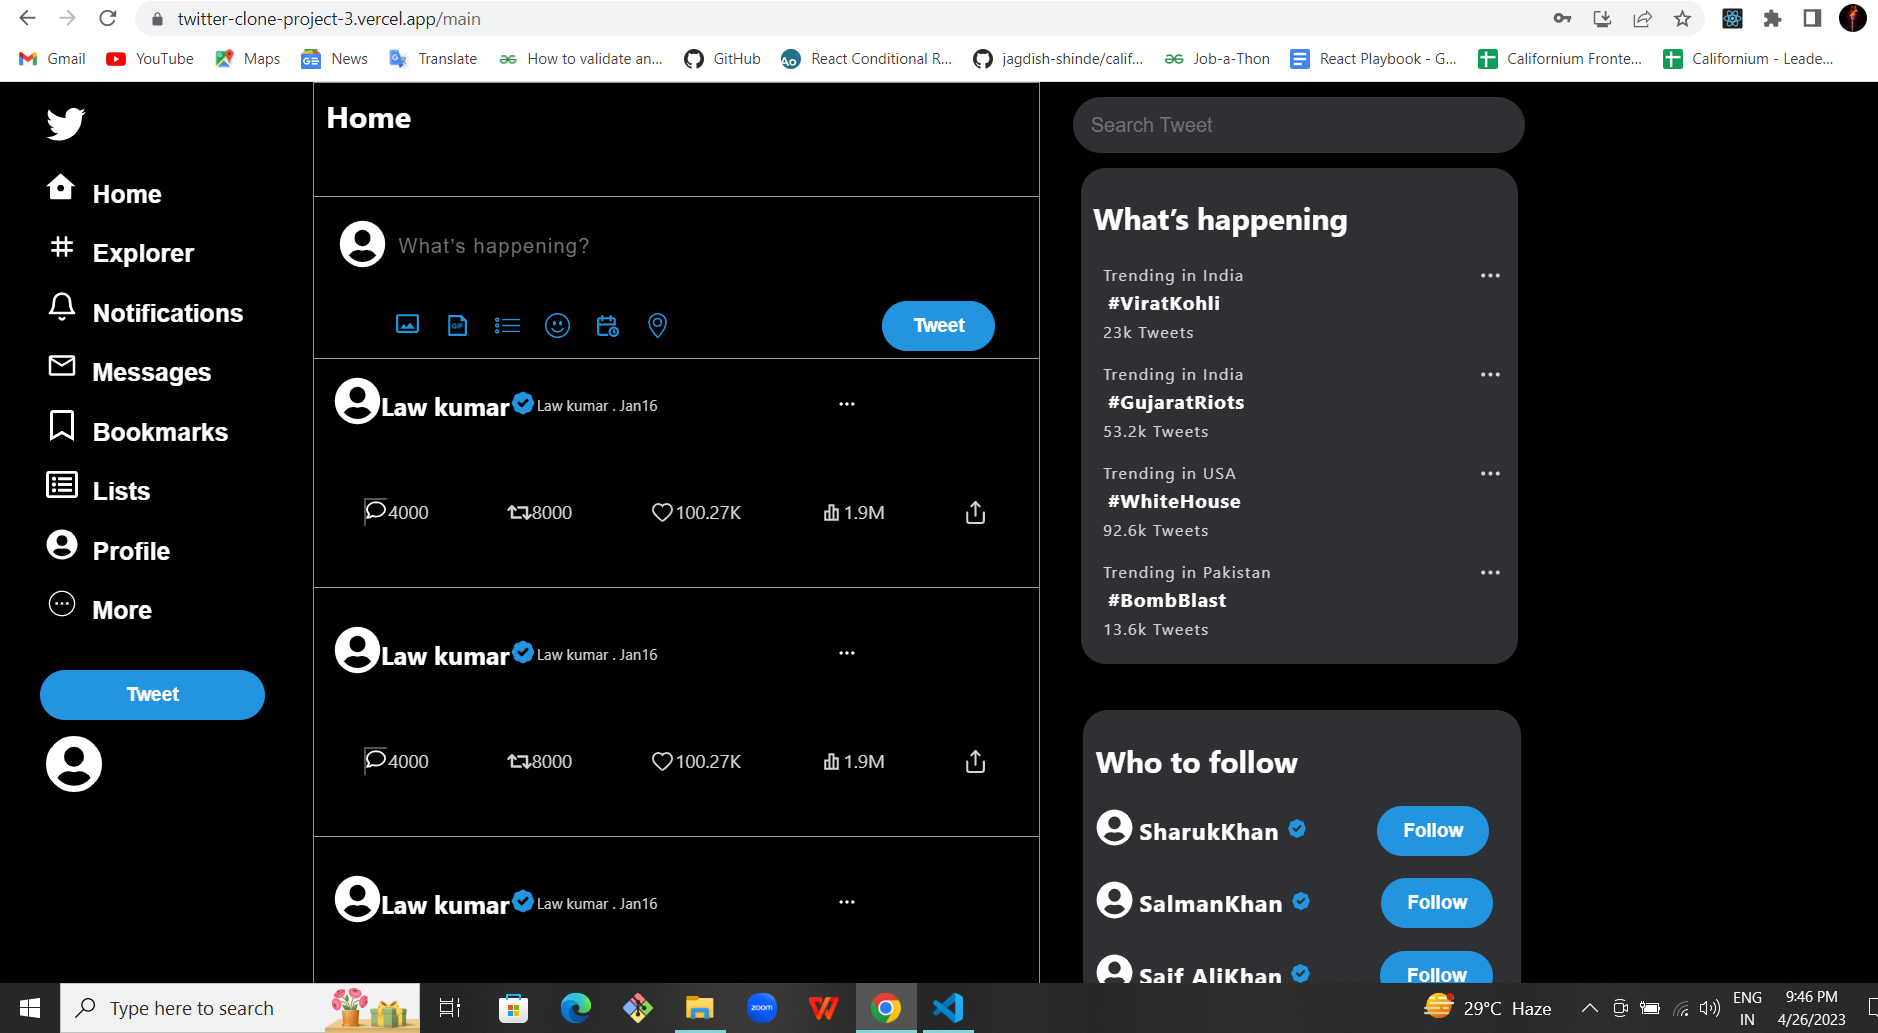 twitter-clone-project-3.vercel.app/main
Gmail YouTube Maps News Translate How to validate an... GitHub React Conditional R... jagdish-shinde/calif... Job-a-Thon React Playbook - G... Californium Fronte... Californium - Leade...
Home
Explorer
Notifications
Messages
Bookmarks
Lists
Profile
More
Tweet
Home
What's happening?
GIF
Tweet
Law kumar Law kumar . Jan16 ...
4000 8000 100.27K 1.9M
Law kumar Law kumar . Jan16 ...
4000 8000 100.27K 1.9M
Law kumar Law kumar . Jan16 ...
Search Tweet
What's happening
Trending in India ...
#ViratKohli
23k Tweets
Trending in India ...
#GujaratRiots
53.2k Tweets
Trending in USA ...
#WhiteHouse
92.6k Tweets
Trending in Pakistan ...
#BombBlast
13.6k Tweets
Who to follow
SharukKhan Follow
SalmanKhan Follow
Saif AliKhan Follow
Type here to search
zoom
29°C Haze
ENG
IN
9:46 PM
4/26/2023